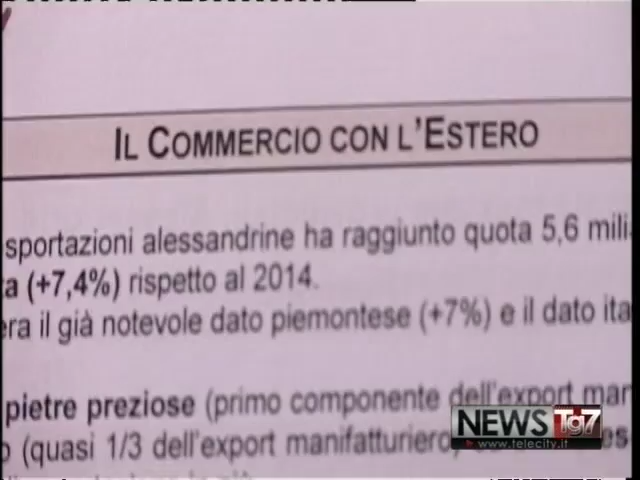 IL COMMERCIO CON L'ESTERO
sportazioni alessandrine ha raggiunto quota 5,6 mili
a (+7,4%) rispetto al 2014.
era il già notevole dato piemontese (+7%) e il dato ita
pietre preziose (primo componente dell'export man
o (quasi 1/3 dell'export manifatturiero)
NEWS Tg7
www.telecity.it